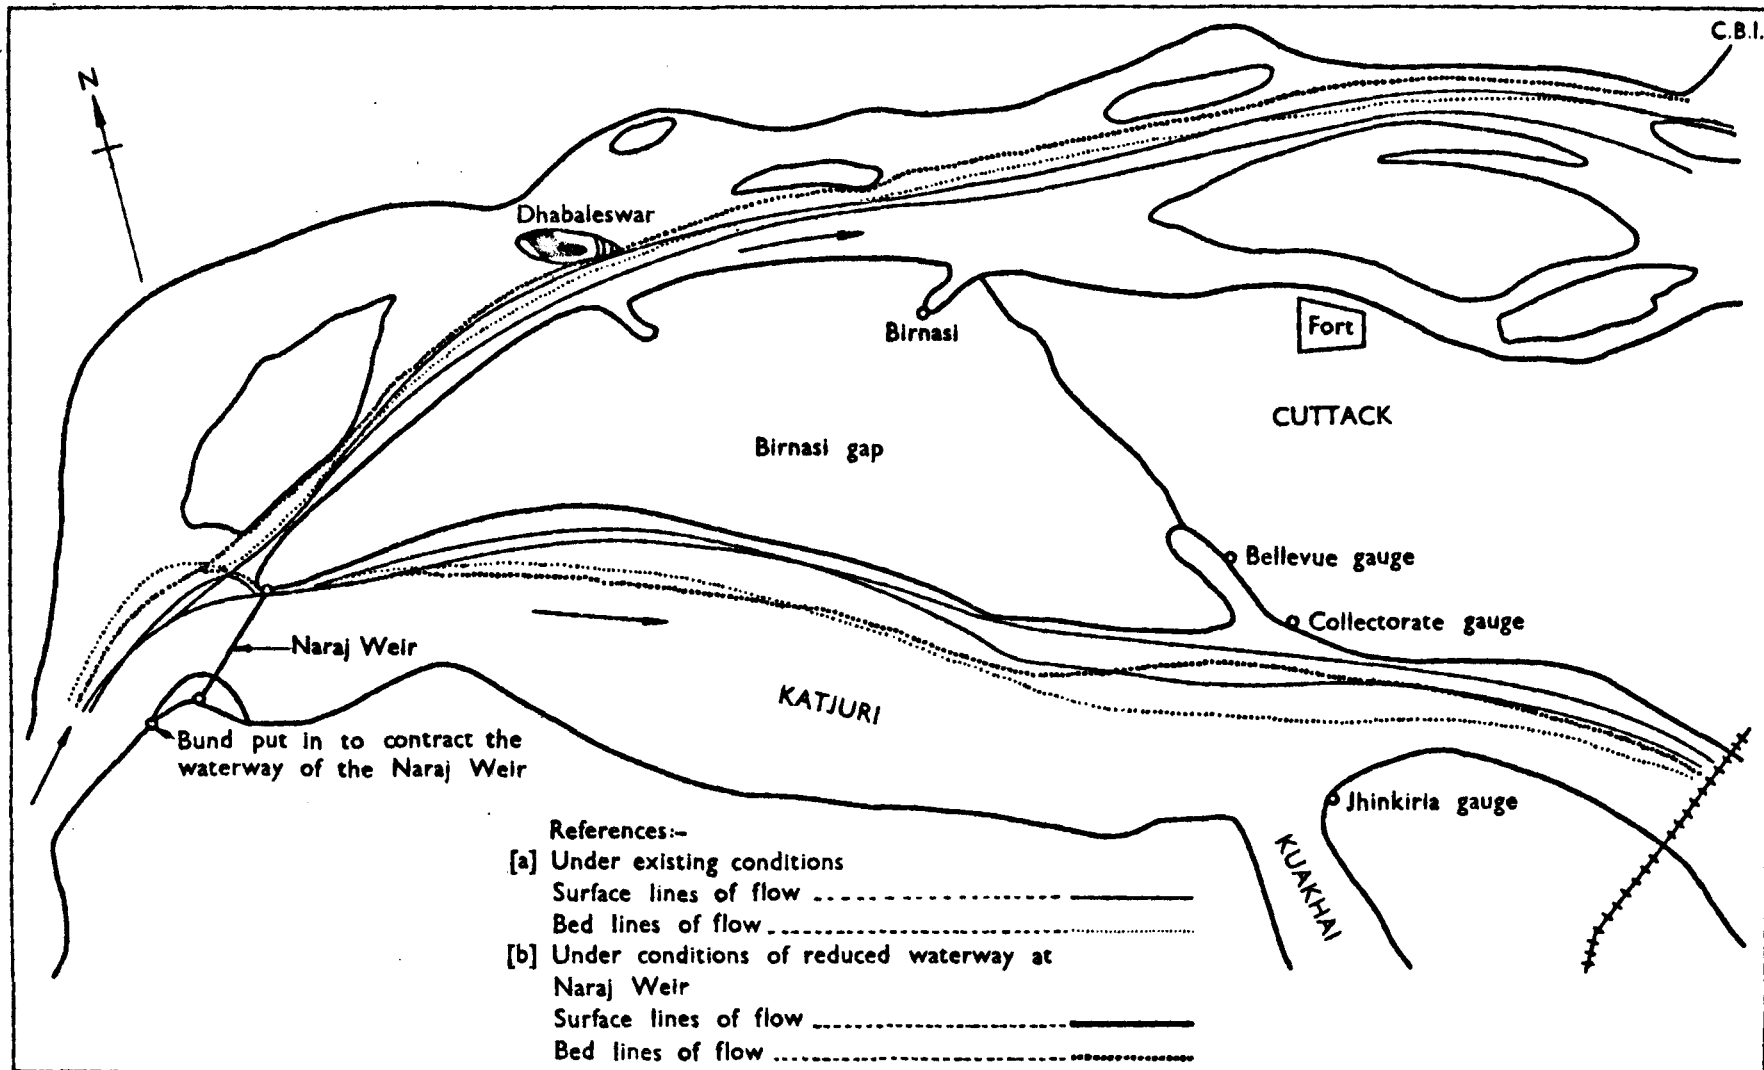 C.B.I.
N
Dhabaleswar
Birnasi
Fort
CUTTACK
Birnasi gap
Bellevue gauge
Collectorate gauge
Naraj Weir
KATJURI
Bund put in to contract the
waterway of the Naraj Weir
Jhinkiria gauge
KUAKHAI
References:-
[a] Under existing conditions
Surface lines of flow
Bed lines of flow
[b] Under conditions of reduced waterway at
Naraj Weir
Surface lines of flow
Bed lines of flow